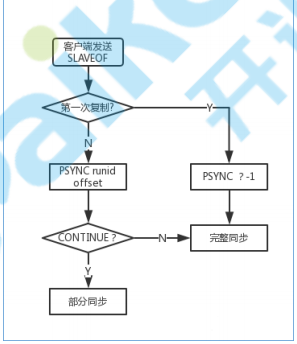 客户端发送
SLAVEOF
第一次复制?
Y
N
PSYNC runid
offset
PSYNC ? -1
CONTINUE ?
N
完整同步
Y
部分同步